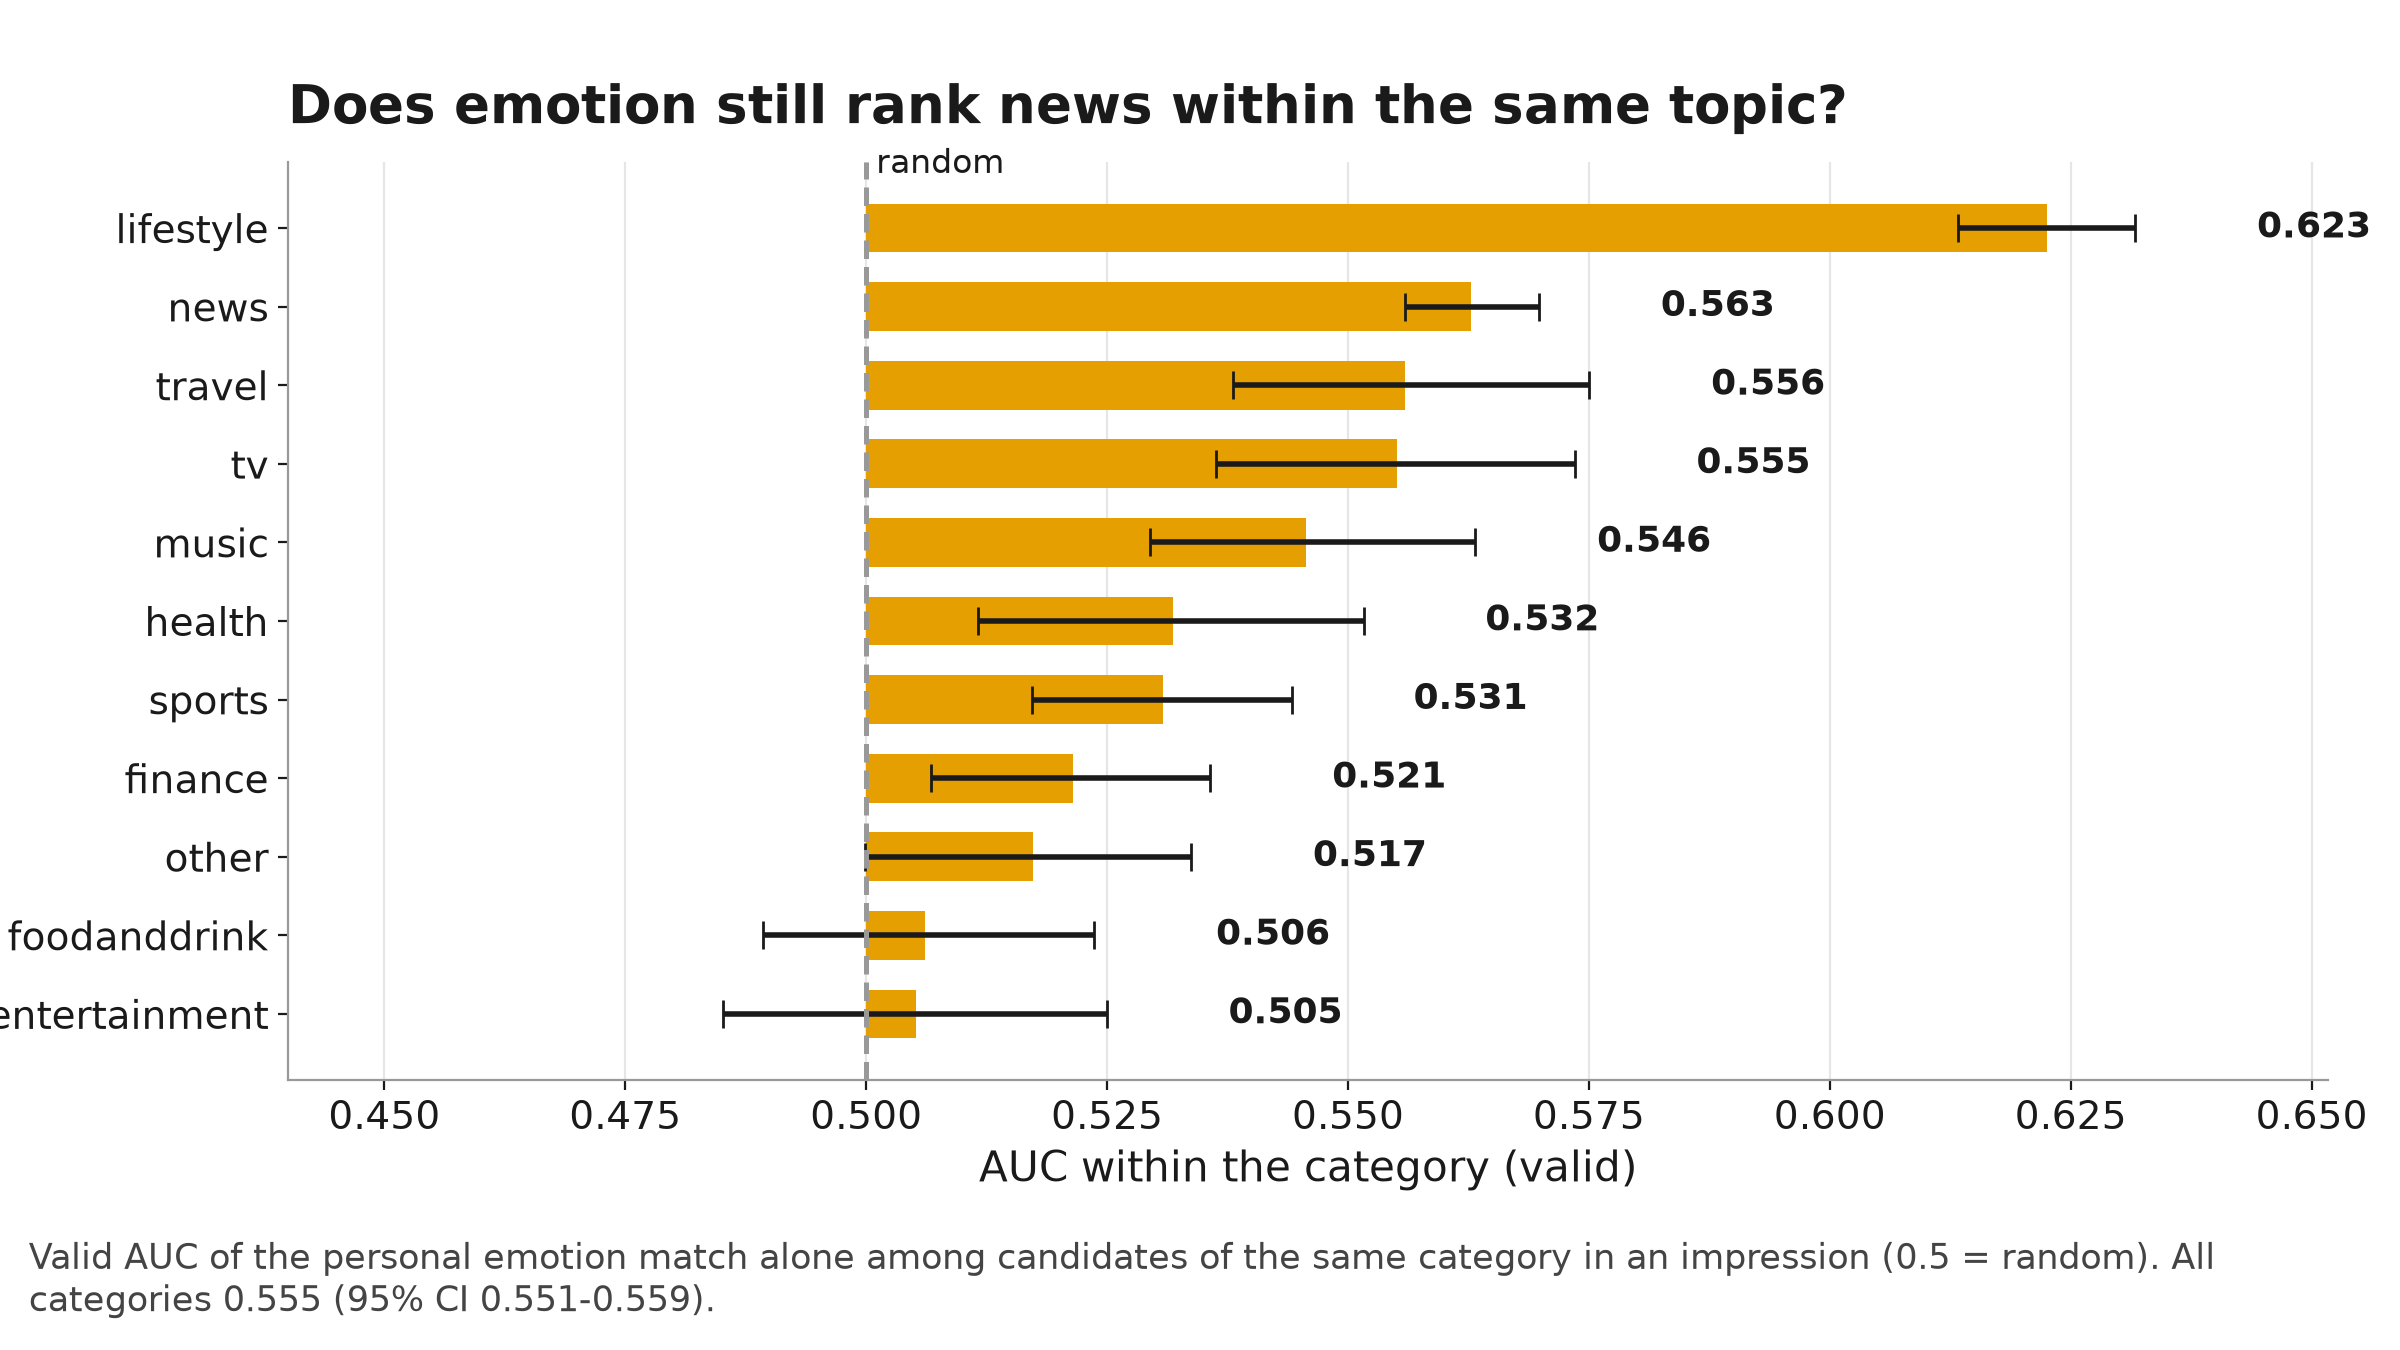 Does emotion still rank news within the same topic?
random
lifestyle 0.623
news 0.563
travel 0.556
tv 0.555
music 0.546
health 0.532
sports 0.531
finance 0.521
other 0.517
foodanddrink 0.506
entertainment 0.505
0.450 0.475 0.500 0.525 0.550 0.575 0.600 0.625 0.650
AUC within the category (valid)
Valid AUC of the personal emotion match alone among candidates of the same category in an impression (0.5 = random). All
categories 0.555 (95% CI 0.551-0.559).